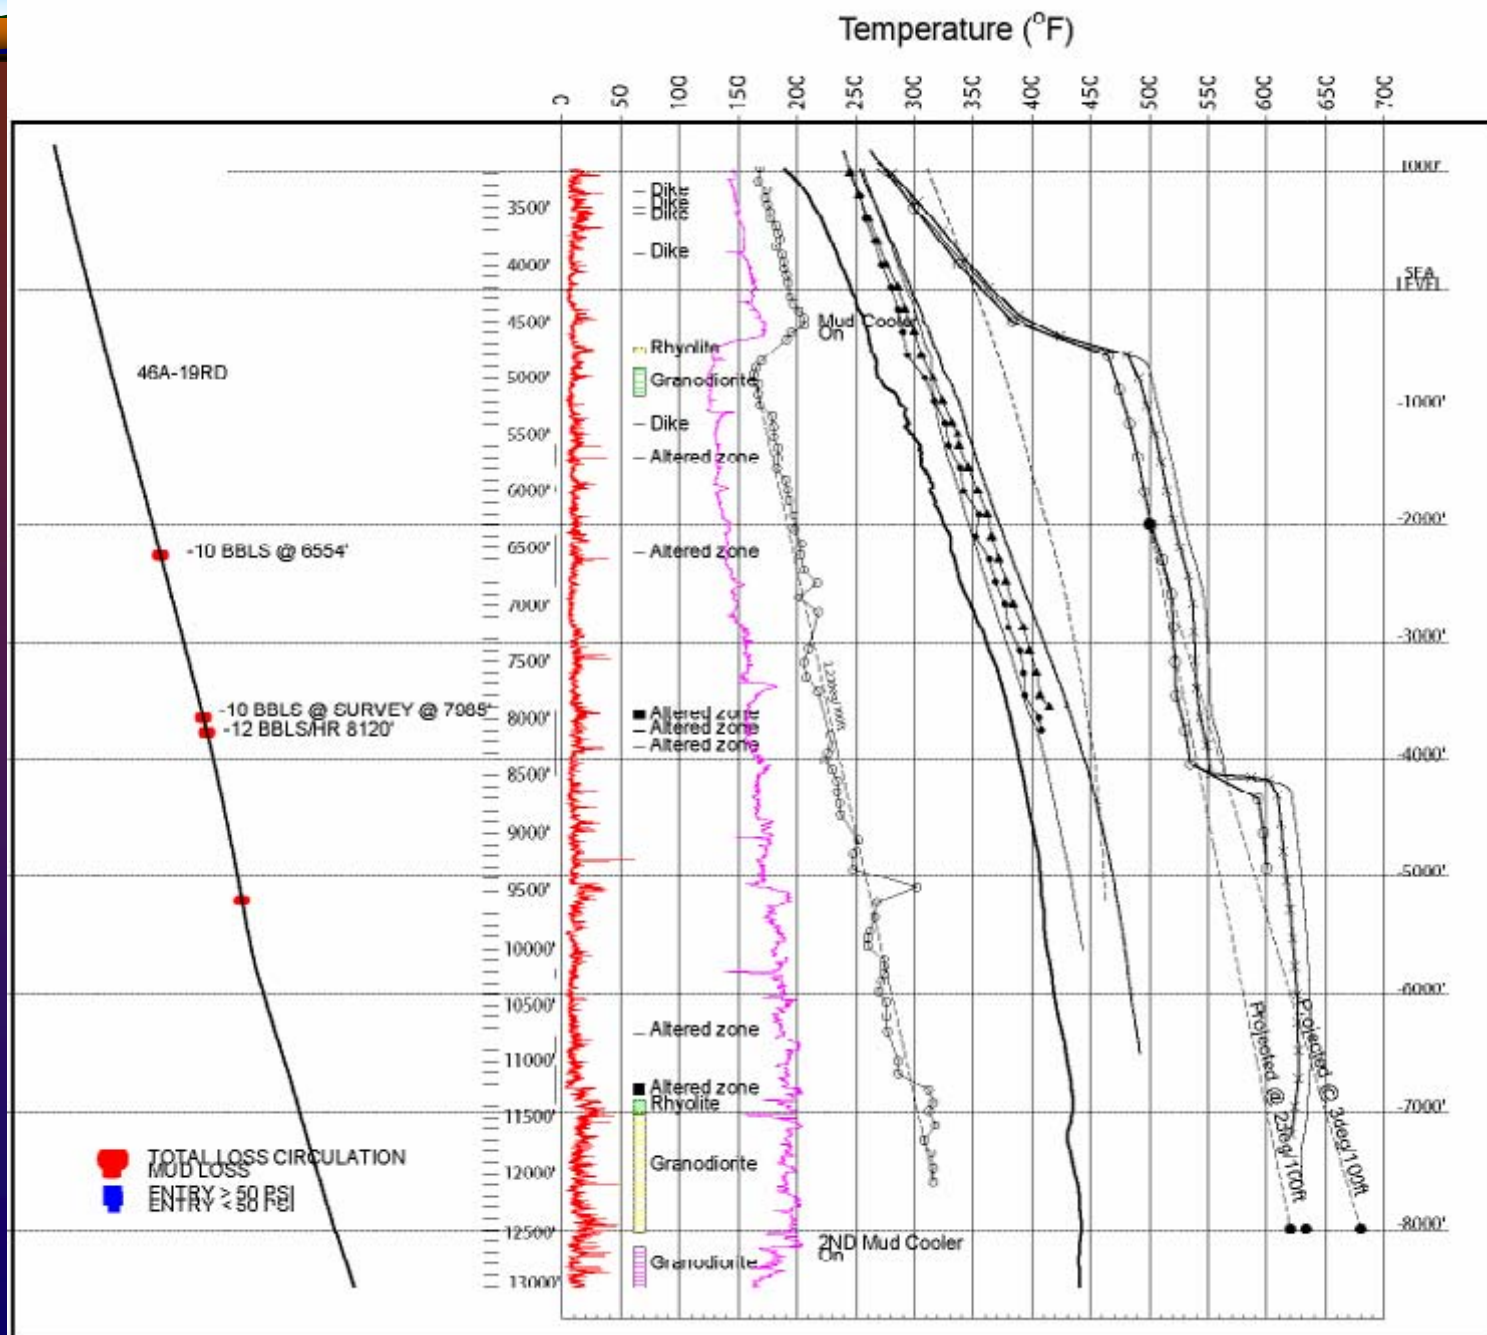 Temperature (°F)
0 50 100 150 200 250 300 350 400 450 500 550 600 650 700
1000'
Dike
Dike
3500'
Dike
Dike
4000'
SEA
LEVEL
4500'
Mud Cooler
On
Rhyolite
46A-19RD
5000'
Granodiorite
-1000'
Dike
5500'
Altered zone
6000'
-2000'
-10 BBLS @ 6554'
6500'
Altered zone
7000'
-3000'
7500'
-10 BBLS @ SURVEY @ 7985'
8000'
Altered zone
-12 BBLS/HR 8120'
Altered zone
Altered zone
-4000'
8500'
9000'
-5000'
9500'
10000'
-6000'
10500'
Altered zone
Projected @ 2deg/100ft
Projected @ 3deg/100ft
11000'
Altered zone
Rhyolite
-7000'
11500'
TOTAL LOSS CIRCULATION
MUD LOSS
Granodiorite
12000'
ENTRY > 50 PSI
ENTRY < 50 PSI
-8000'
12500'
2ND Mud Cooler
On
Granodiorite
13000'